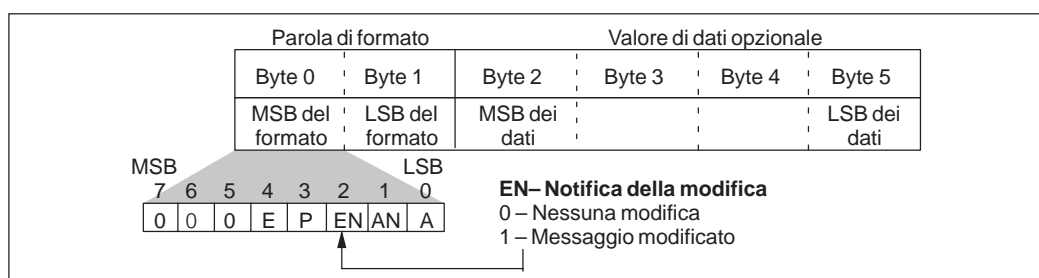 Parola di formato Valore di dati opzionale
Byte 0 Byte 1 Byte 2 Byte 3 Byte 4 Byte 5
MSB del formato LSB del formato MSB dei dati LSB dei dati
MSB LSB
7 6 5 4 3 2 1 0
0 0 0 E P EN AN A
EN– Notifica della modifica
0 – Nessuna modifica
1 – Messaggio modificato